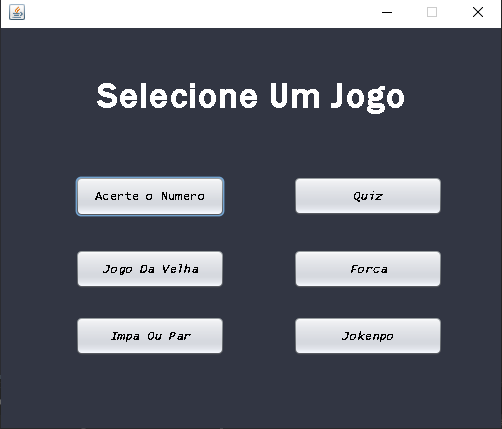 Selecione Um Jogo
Acerte o Numero
Quiz
Jogo Da Velha
Forca
Impa Ou Par
Jokenpo